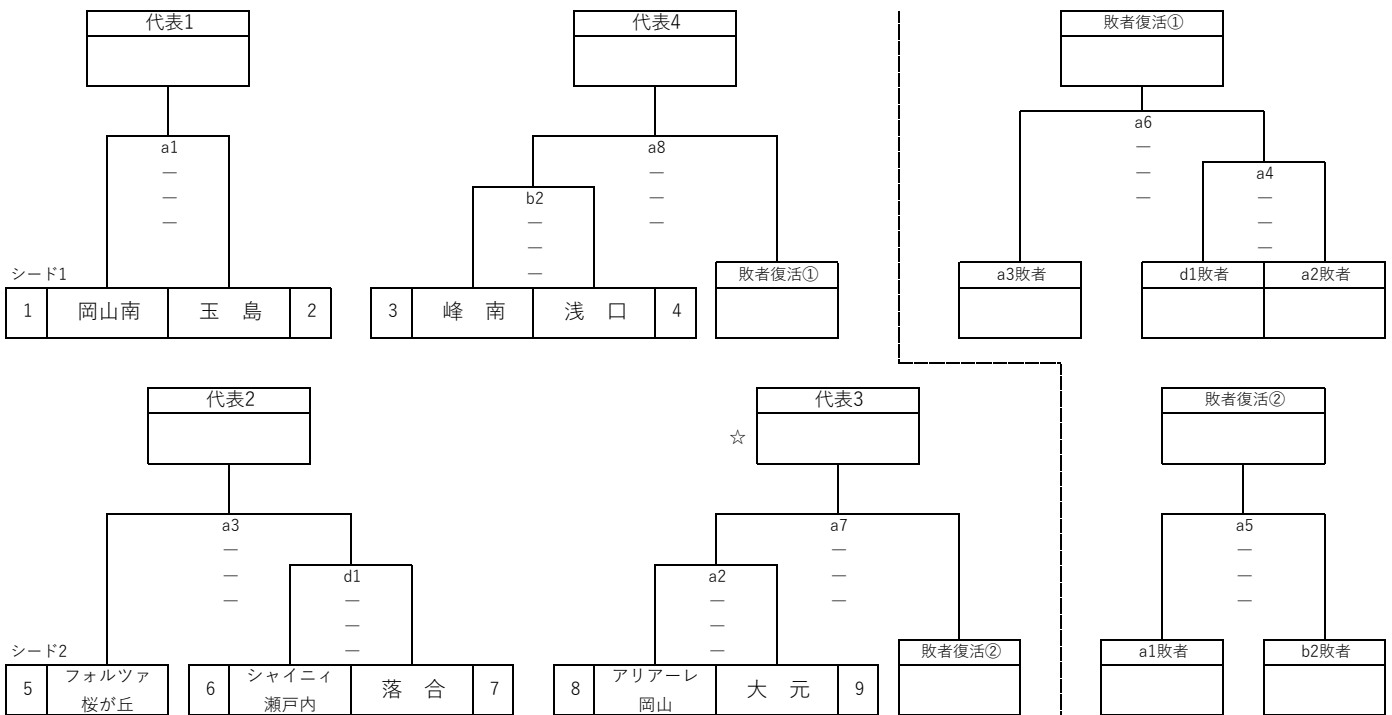 代表1
代表4
敗者復活①
a1
a8
a6
—
—
—
—
—
—
—
—
—
b2
a4
—
—
—
—
—
—
シード1
敗者復活①
a3敗者
d1敗者
a2敗者
1
岡山南
玉 島
2
3
峰 南
浅 口
4
代表2
代表3
敗者復活②
☆
a3
a7
a5
—
—
—
—
—
—
—
—
—
d1
a2
—
—
—
—
—
—
シード2
敗者復活②
a1敗者
b2敗者
5
フォルツァ
桜が丘
6
シャイニィ
瀬戸内
落 合
7
8
アリアーレ
岡山
大 元
9